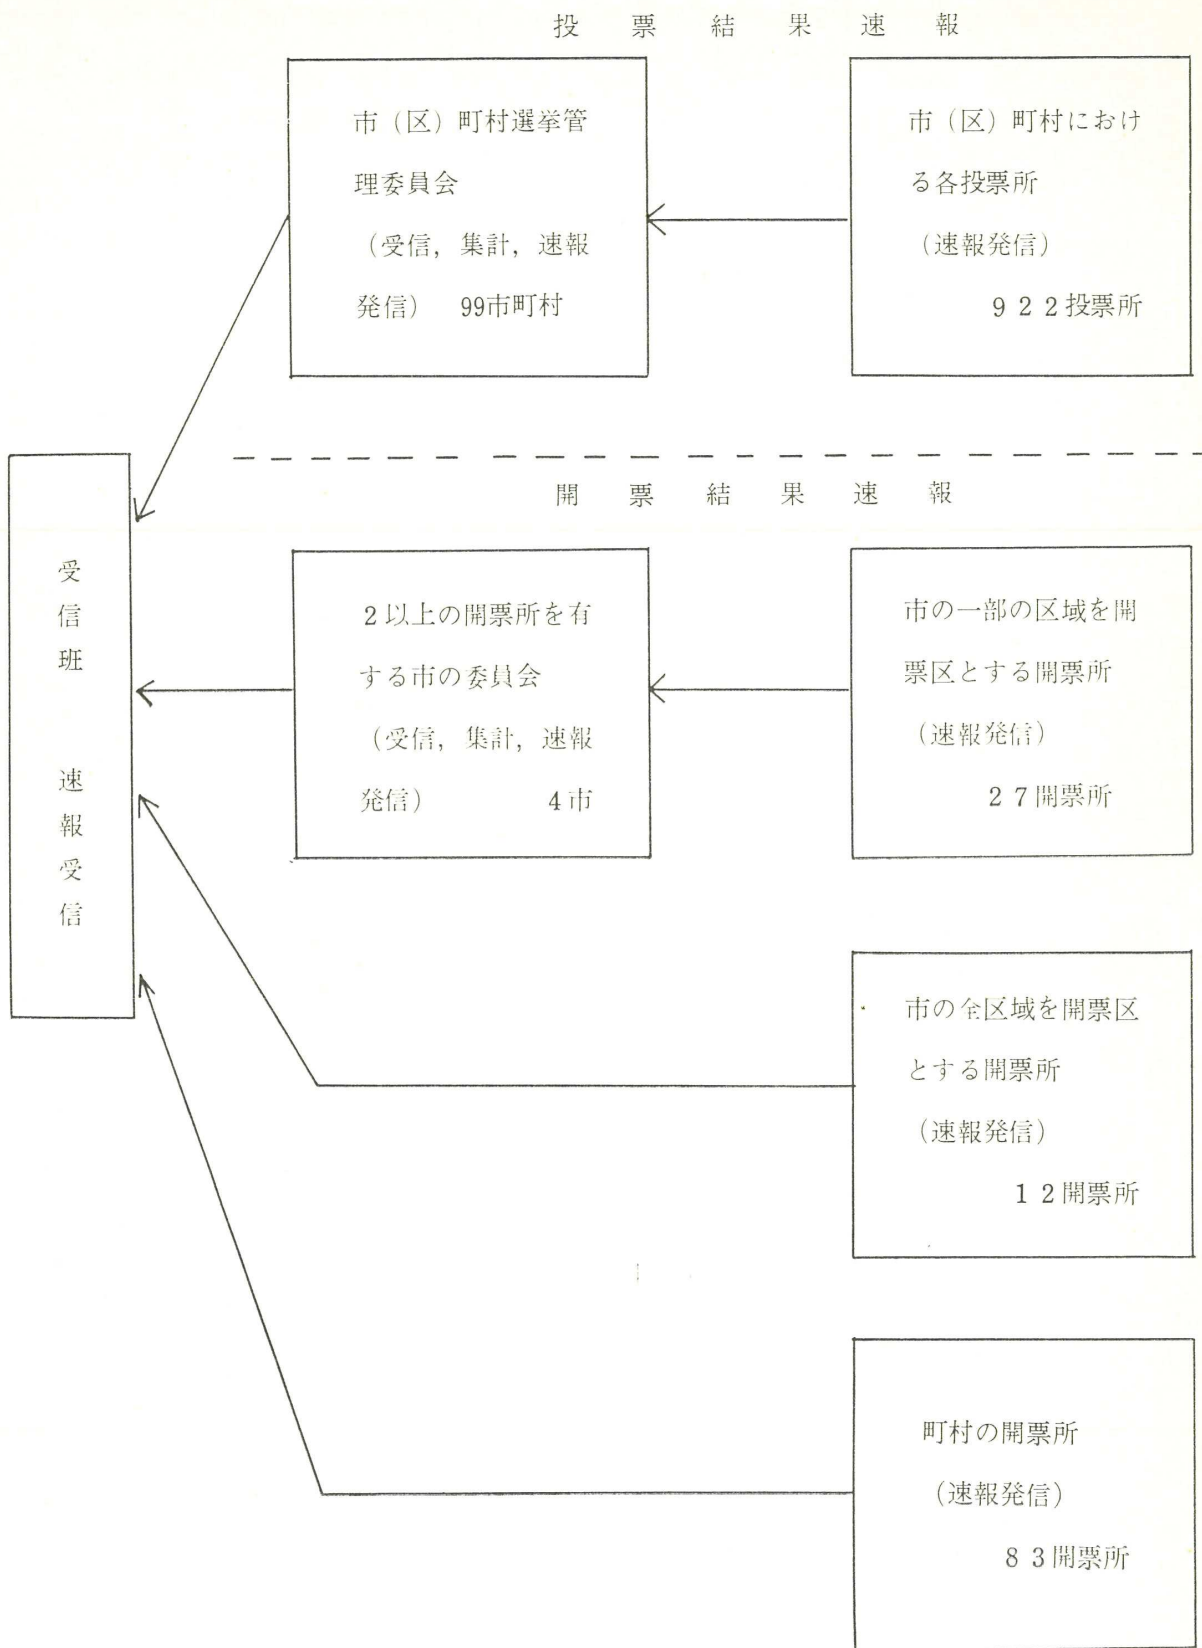 投票結果速報
市（区）町村選挙管
理委員会
（受信，集計，速報
発信）　99市町村
市（区）町村におけ
る各投票所
（速報発信）
９２２投票所
開票結果速報
受信班　速報受信
２以上の開票所を有
する市の委員会
（受信，集計，速報
発信）　４市
市の一部の区域を開
票区とする開票所
（速報発信）
２７開票所
市の全区域を開票区
とする開票所
（速報発信）
１２開票所
町村の開票所
（速報発信）
８３開票所